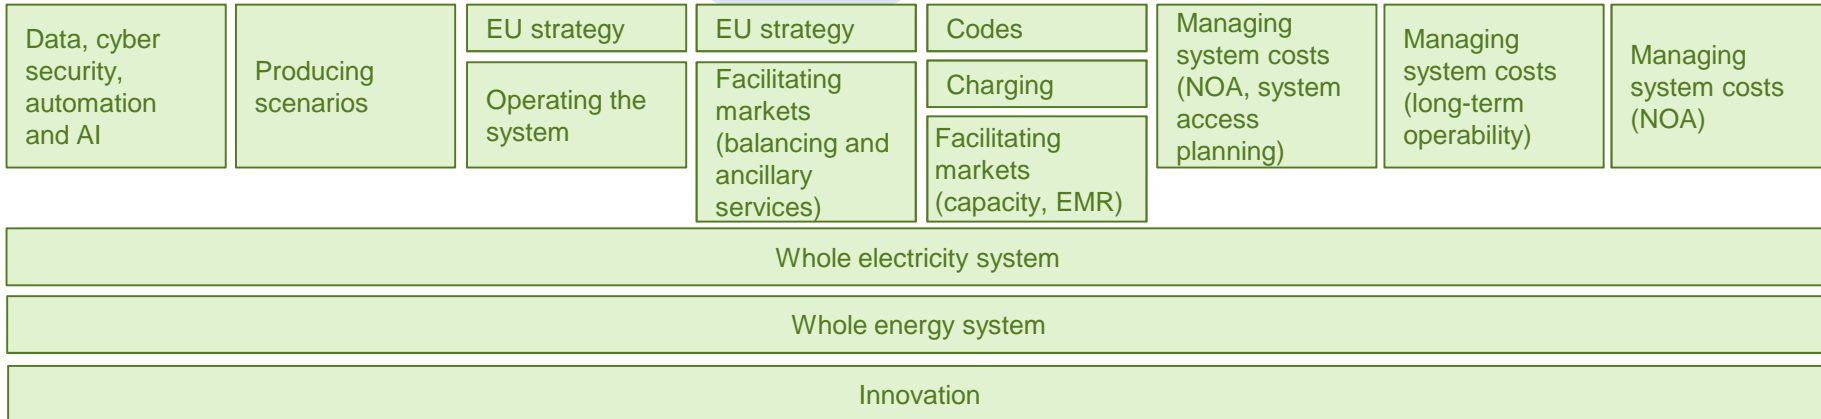 Data, cyber
security,
automation
and AI
Producing
scenarios
EU strategy
Operating the
system
EU strategy
Facilitating
markets
(balancing and
ancillary
services)
Codes
Charging
Facilitating
markets
(capacity, EMR)
Managing
system costs
(NOA, system
access
planning)
Managing
system costs
(long-term
operability)
Managing
system costs
(NOA)
Whole electricity system
Whole energy system
Innovation